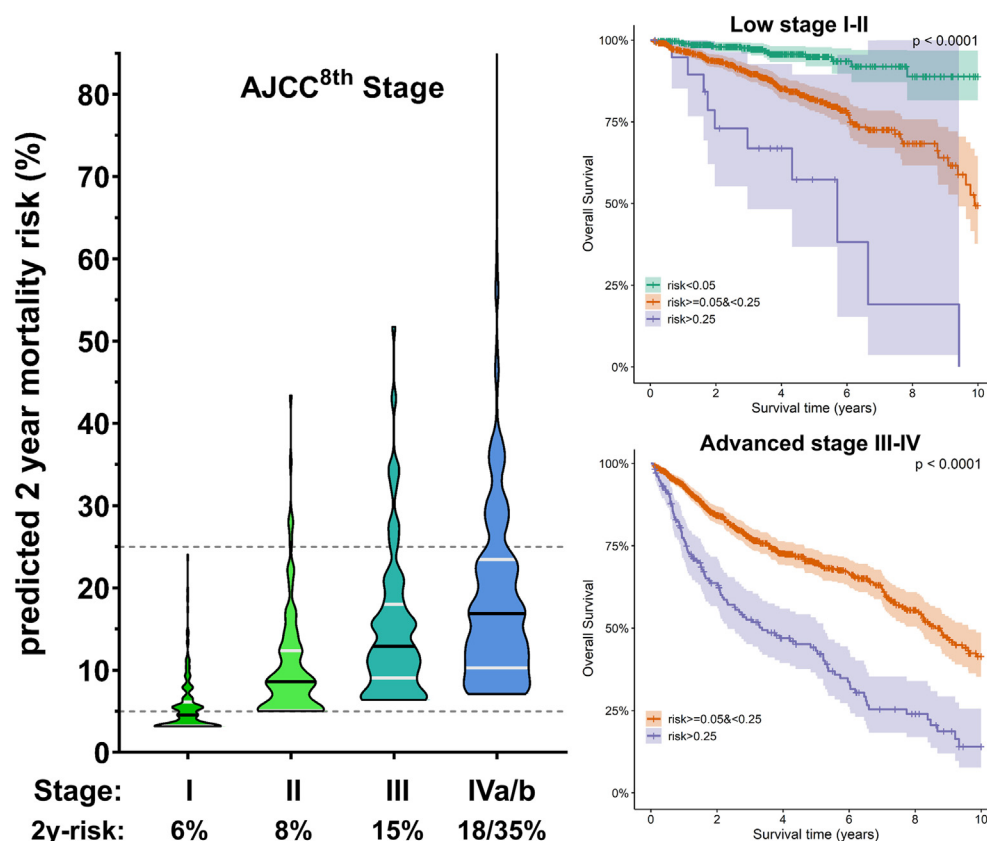 AJCC8th Stage
predicted 2 year mortality risk (%)
80
70
60
50
40
30
20
10
0
Stage: I II III IVa/b
2y-risk: 6% 8% 15% 18/35%
Low stage I-II
p < 0.0001
Overall Survival
100%
75%
50%
25%
0%
risk<0.05
risk>=0.05&<0.25
risk>0.25
0 2 4 6 8 10
Survival time (years)
Advanced stage III-IV
p < 0.0001
Overall Survival
100%
75%
50%
25%
0%
risk>=0.05&<0.25
risk>0.25
0 2 4 6 8 10
Survival time (years)